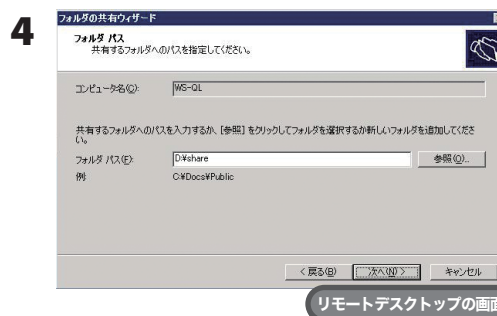 4
フォルダの共有ウィザード
フォルダ パス
共有するフォルダへのパスを指定してください。
コンピュータ名(C):
WS-QL
共有するフォルダへのパスを入力するか、[参照] をクリックしてフォルダを選択するか新しいフォルダを追加してくださ
い。
フォルダ パス(F):
D:¥share
参照(O)...
例:
C:¥Docs¥Public
< 戻る(B)
次へ(N) >
キャンセル
リモートデスクトップの画面